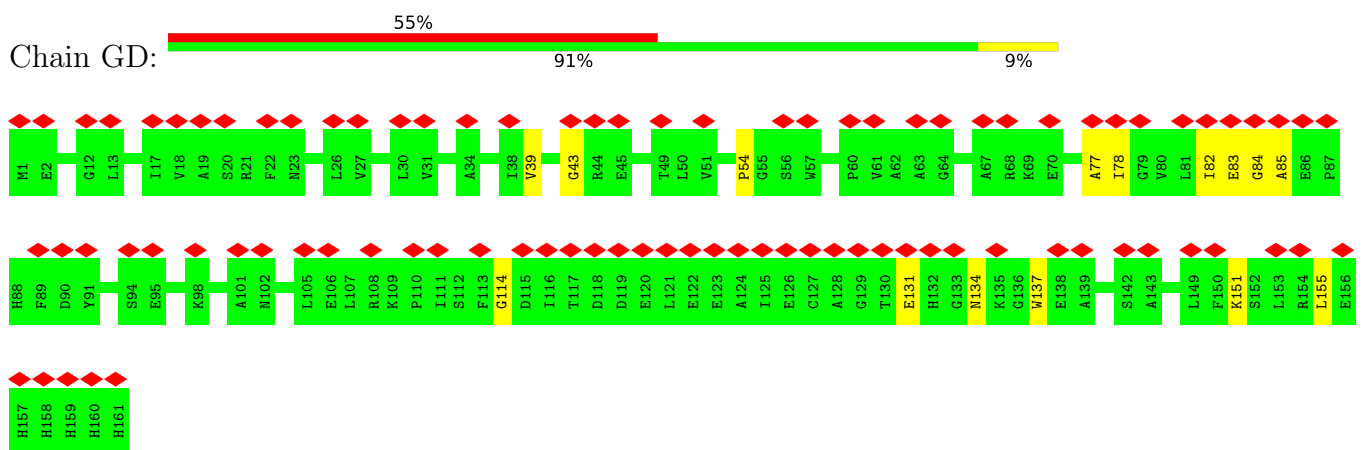 55%
Chain GD:
91% 9%
M1 E2 G12 L13 I17 V18 A19 S20 R21 F22 N23 L26 V27 L30 V31 A34 I38 V39 G43 R44 E45 T49 L50 V51 P54 G55 S56 W57 P60 V61 A62 A63 G64 A67 R68 K69 E70 A77 I78 G79 V80 L81 I82 E83 G84 A85 E86 P87
H88 F89 D90 Y91 S94 E95 K98 A101 N102 L105 E106 L107 R108 K109 P110 I111 S112 F113 G114 D115 I116 T117 D118 D119 E120 L121 E122 E123 A124 I125 E126 C127 A128 G129 T130 E131 H132 G133 N134 K135 G136 W137 E138 A139 S142 A143 L149 F150 K151 S152 L153 R154 L155 E156
H157 H158 H159 H160 H161